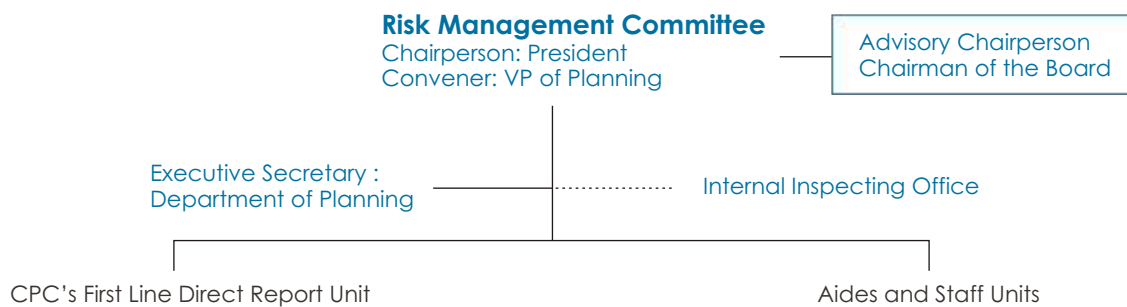 Risk Management Committee
Chairperson: President
Convener: VP of Planning
Advisory Chairperson
Chairman of the Board
Executive Secretary :
Department of Planning
Internal Inspecting Office
CPC’s First Line Direct Report Unit
Aides and Staff Units